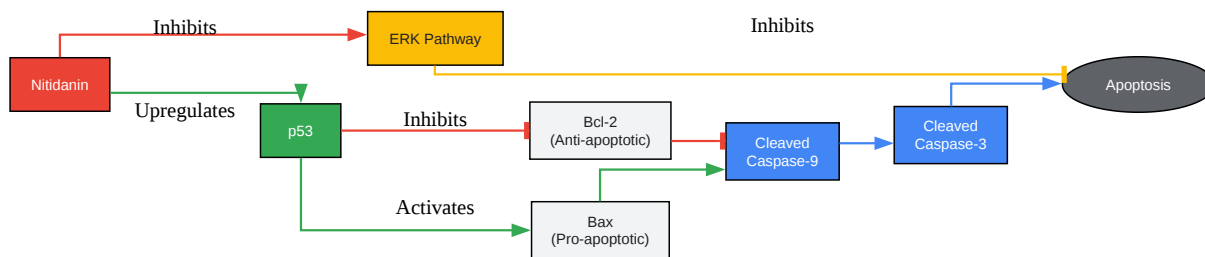 Inhibits
Inhibits
ERK Pathway
Nitidanin
Apoptosis
Upregulates
p53
Inhibits
Bcl-2
(Anti-apoptotic)
Cleaved
Caspase-9
Cleaved
Caspase-3
Activates
Bax
(Pro-apoptotic)